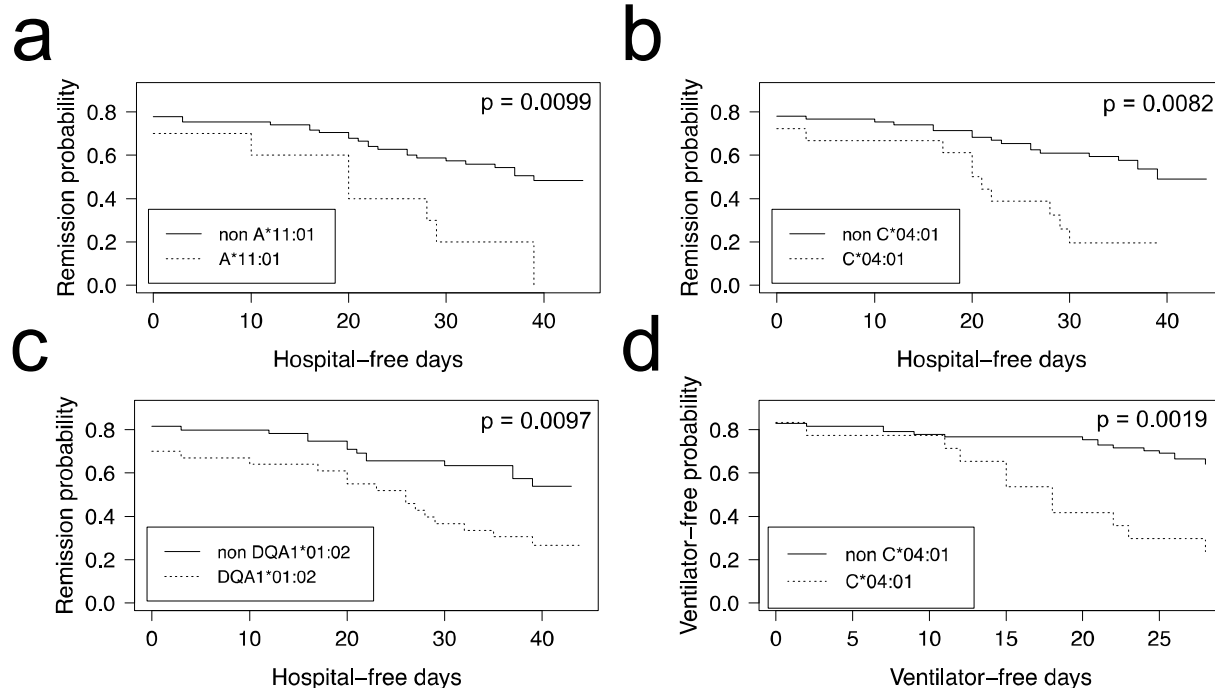 a
p = 0.0099
Remission probability
0.8
0.6
0.4
0.2
0.0
non A*11:01
A*11:01
0 10 20 30 40
Hospital–free days
b
p = 0.0082
Remission probability
0.8
0.6
0.4
0.2
0.0
non C*04:01
C*04:01
0 10 20 30 40
Hospital–free days
c
p = 0.0097
Remission probability
0.8
0.6
0.4
0.2
0.0
non DQA1*01:02
DQA1*01:02
0 10 20 30 40
Hospital–free days
d
p = 0.0019
Ventilator–free probability
0.8
0.6
0.4
0.2
0.0
non C*04:01
C*04:01
0 5 10 15 20 25
Ventilator–free days